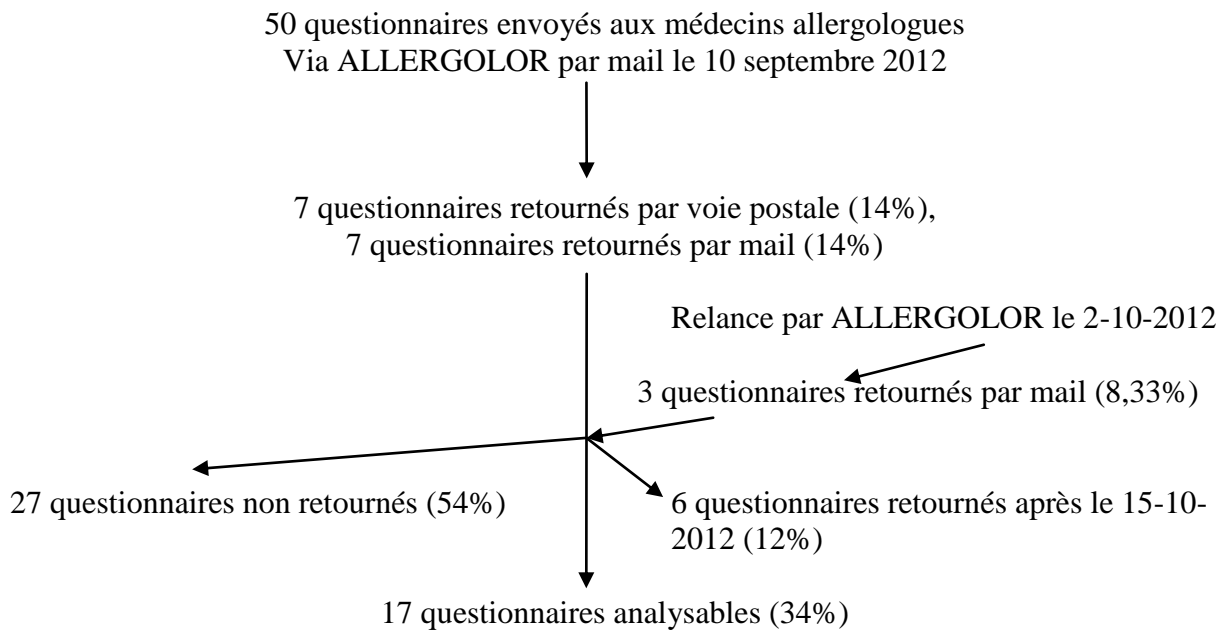 50 questionnaires envoyés aux médecins allergologues
Via ALLERGOLOR par mail le 10 septembre 2012
7 questionnaires retournés par voie postale (14%),
7 questionnaires retournés par mail (14%)
Relance par ALLERGOLOR le 2-10-2012
3 questionnaires retournés par mail (8,33%)
27 questionnaires non retournés (54%)
6 questionnaires retournés après le 15-10-
2012 (12%)
17 questionnaires analysables (34%)